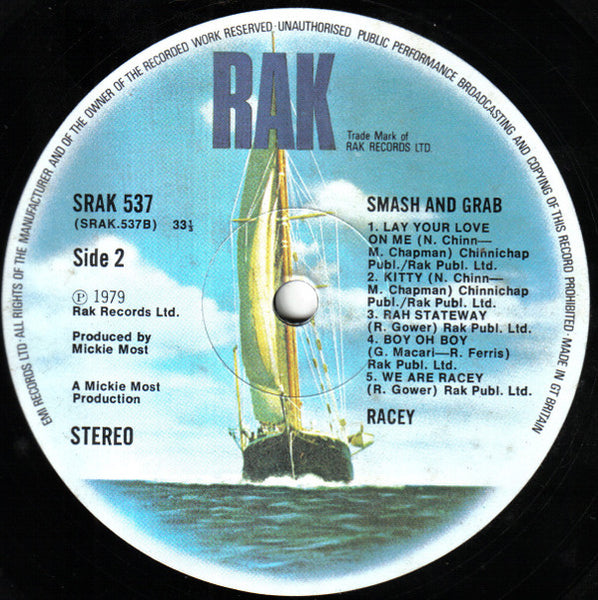 EMI RECORDS LTD·ALL RIGHTS OF THE MANUFACTURER AND OF THE OWNER OF THE RECORDED WORK RESERVED·UNAUTHORISED PUBLIC PERFORMANCE BROADCASTING AND COPYING OF THIS RECORD PROHIBITED·MADE IN GT BRITAIN
RAK
Trade Mark of
RAK RECORDS LTD.
SRAK 537
(SRAK.537B) 33⅓
Side 2
Ⓟ 1979
Rak Records Ltd.
Produced by
Mickie Most
A Mickie Most
Production
STEREO
SMASH AND GRAB
1. LAY YOUR LOVE
ON ME (N. Chinn—
M. Chapman) Chinnichap
Publ./Rak Publ. Ltd.
2. KITTY (N. Chinn—
M. Chapman) Chinnichap
Publ./Rak Publ. Ltd.
3. RAH STATEWAY
(R. Gower) Rak Publ. Ltd.
4. BOY OH BOY
(G. Macari—R. Ferris)
Rak Publ. Ltd.
5. WE ARE RACEY
(R. Gower) Rak Publ. Ltd.
RACEY